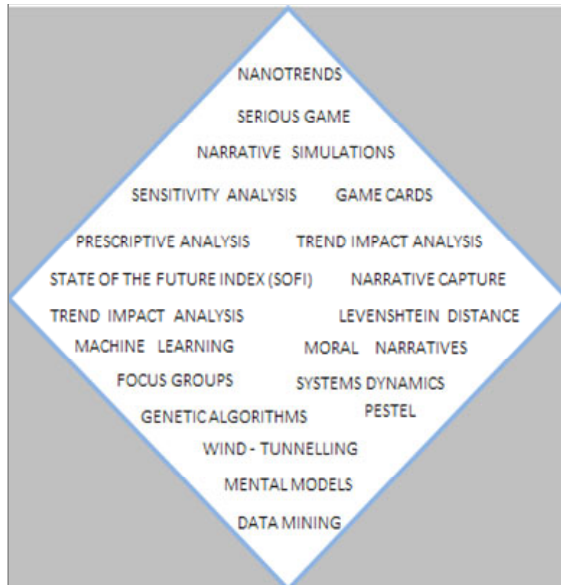 NANOTRENDS
SERIOUS GAME
NARRATIVE SIMULATIONS
SENSITIVITY ANALYSIS GAME CARDS
PRESCRIPTIVE ANALYSIS TREND IMPACT ANALYSIS
STATE OF THE FUTURE INDEX (SOFI) NARRATIVE CAPTURE
TREND IMPACT ANALYSIS LEVENSHTEIN DISTANCE
MACHINE LEARNING MORAL NARRATIVES
FOCUS GROUPS SYSTEMS DYNAMICS
GENETIC ALGORITHMS PESTEL
WIND - TUNNELLING
MENTAL MODELS
DATA MINING